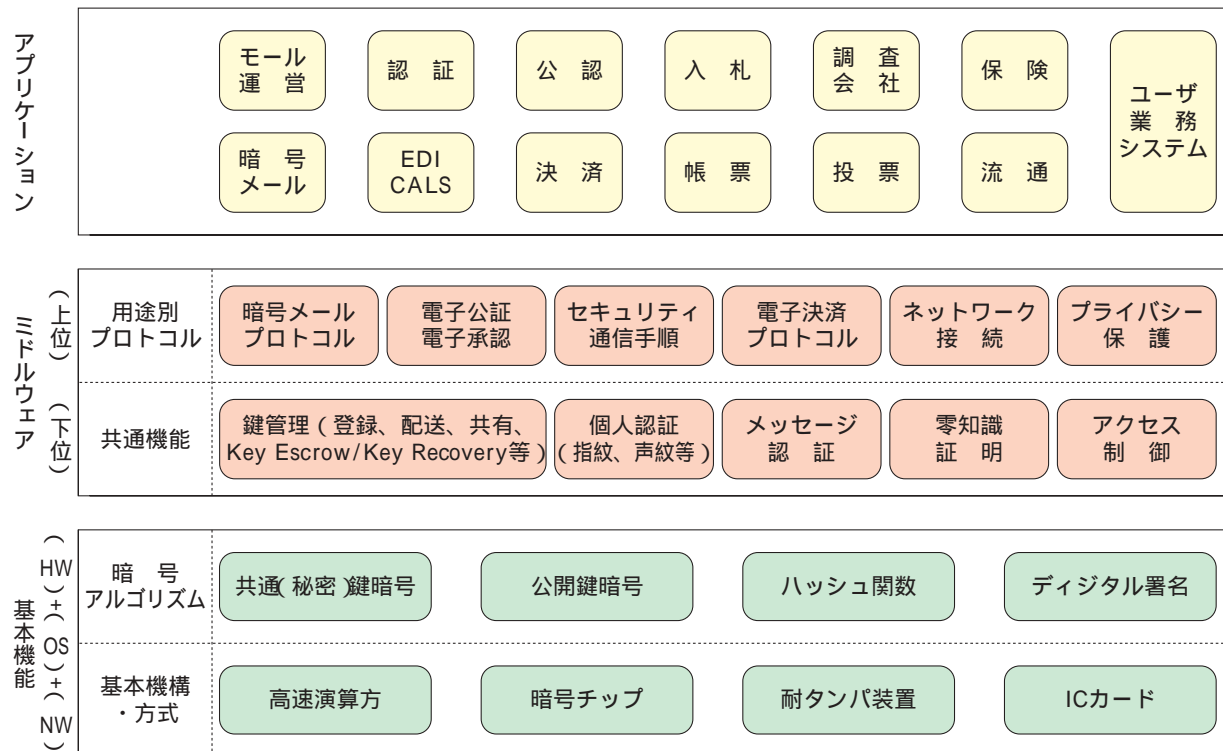 アプリケーション
モール
運 営
認 証
公 認
入 札
調 査
会 社
保 険
ユーザ
業 務
システム
暗 号
メール
EDI
CALS
決 済
帳 票
投 票
流 通
ミドルウェア
(上位)
用途別
プロトコル
暗号メール
プロトコル
電子公証
電子承認
セキュリティ
通信手順
電子決済
プロトコル
ネットワーク
接 続
プライバシー
保 護
(下位)
共通機能
鍵管理(登録、配送、共有、
Key Escrow/Key Recovery等)
個人認証
(指紋、声紋等)
メッセージ
認 証
零知識
証 明
アクセス
制 御
基本機能
(HW)+(OS)+(NW)
暗 号
アルゴリズム
共通(秘密)鍵暗号
公開鍵暗号
ハッシュ関数
ディジタル署名
基本機構
・方式
高速演算方
暗号チップ
耐タンパ装置
ICカード